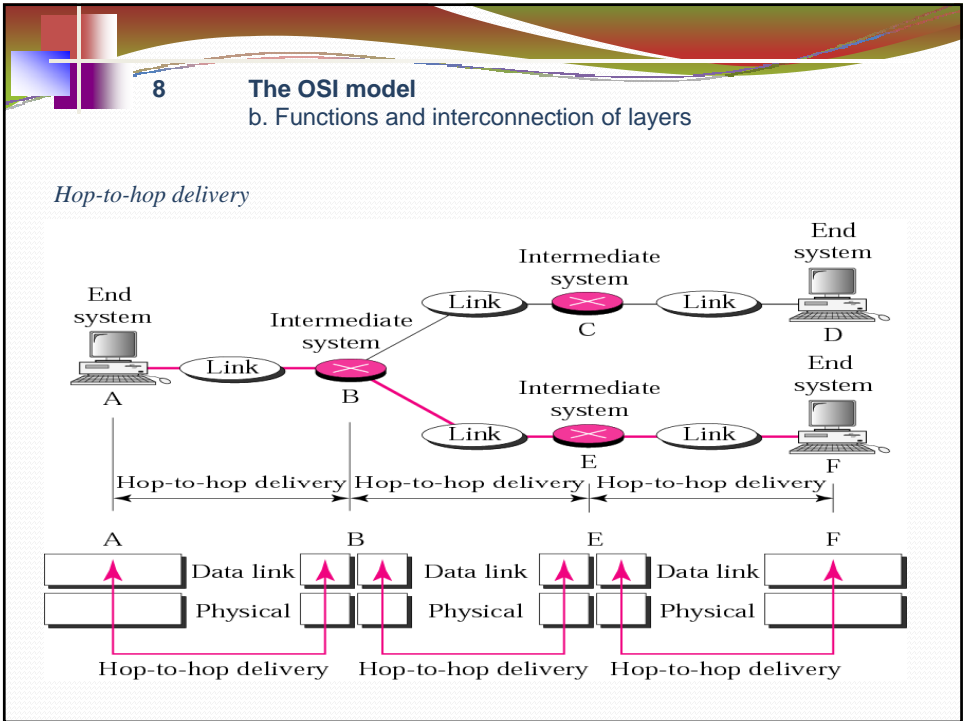 8 The OSI model
b. Functions and interconnection of layers
Hop-to-hop delivery
End
system
A
Link
Intermediate
system
B
Link
Intermediate
system
C
Link
End
system
D
Link
Intermediate
system
E
Link
End
system
F
Hop-to-hop delivery Hop-to-hop delivery Hop-to-hop delivery
A B E F
Data link Data link Data link
Physical Physical Physical
Hop-to-hop delivery Hop-to-hop delivery Hop-to-hop delivery